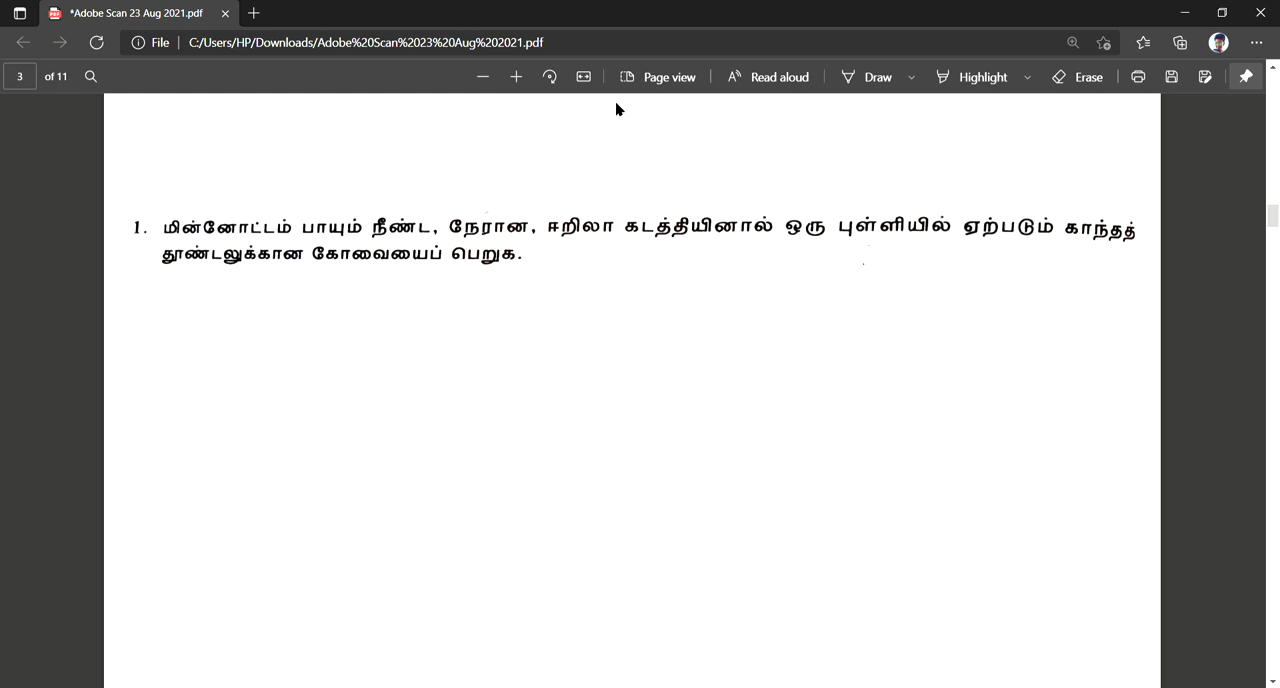 *Adobe Scan 23 Aug 2021.pdf
File | C:/Users/HP/Downloads/Adobe%20Scan%2023%20Aug%202021.pdf
3 of 11 Page view Read aloud Draw Highlight Erase
1. மின்னோட்டம் பாயும் நீண்ட, நேரான, ஈறிலா கடத்தியினால் ஒரு புள்ளியில் ஏற்படும் காந்தத்
தூண்டலுக்கான கோவையைப் பெறுக.